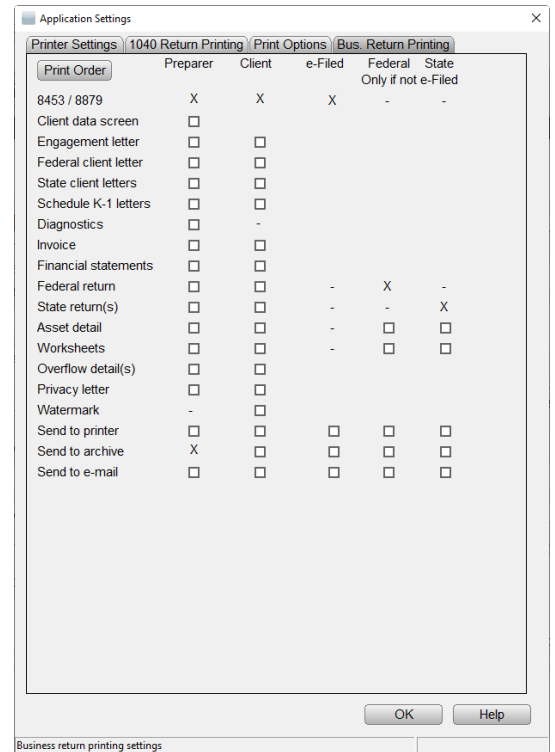 Application Settings
Printer Settings 1040 Return Printing Print Options Bus. Return Printing
Print Order Preparer Client e-Filed Federal State
Only if not e-Filed
8453 / 8879 X X X - -
Client data screen
Engagement letter
Federal client letter
State client letters
Schedule K-1 letters
Diagnostics -
Invoice
Financial statements
Federal return - X -
State return(s) - - X
Asset detail -
Worksheets -
Overflow detail(s)
Privacy letter
Watermark -
Send to printer
Send to archive X
Send to e-mail
OK Help
Business return printing settings